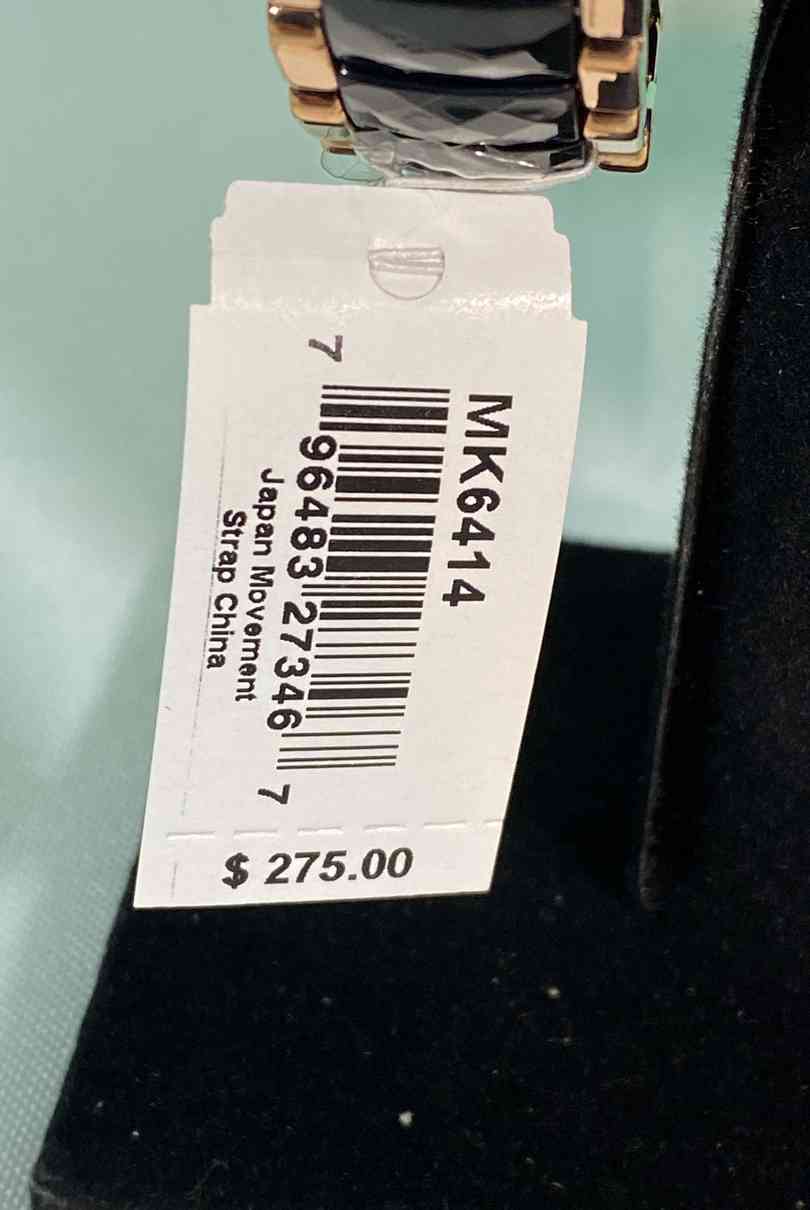 MK6414
7 96483 27346 7
Japan Movement
Strap China
$ 275.00